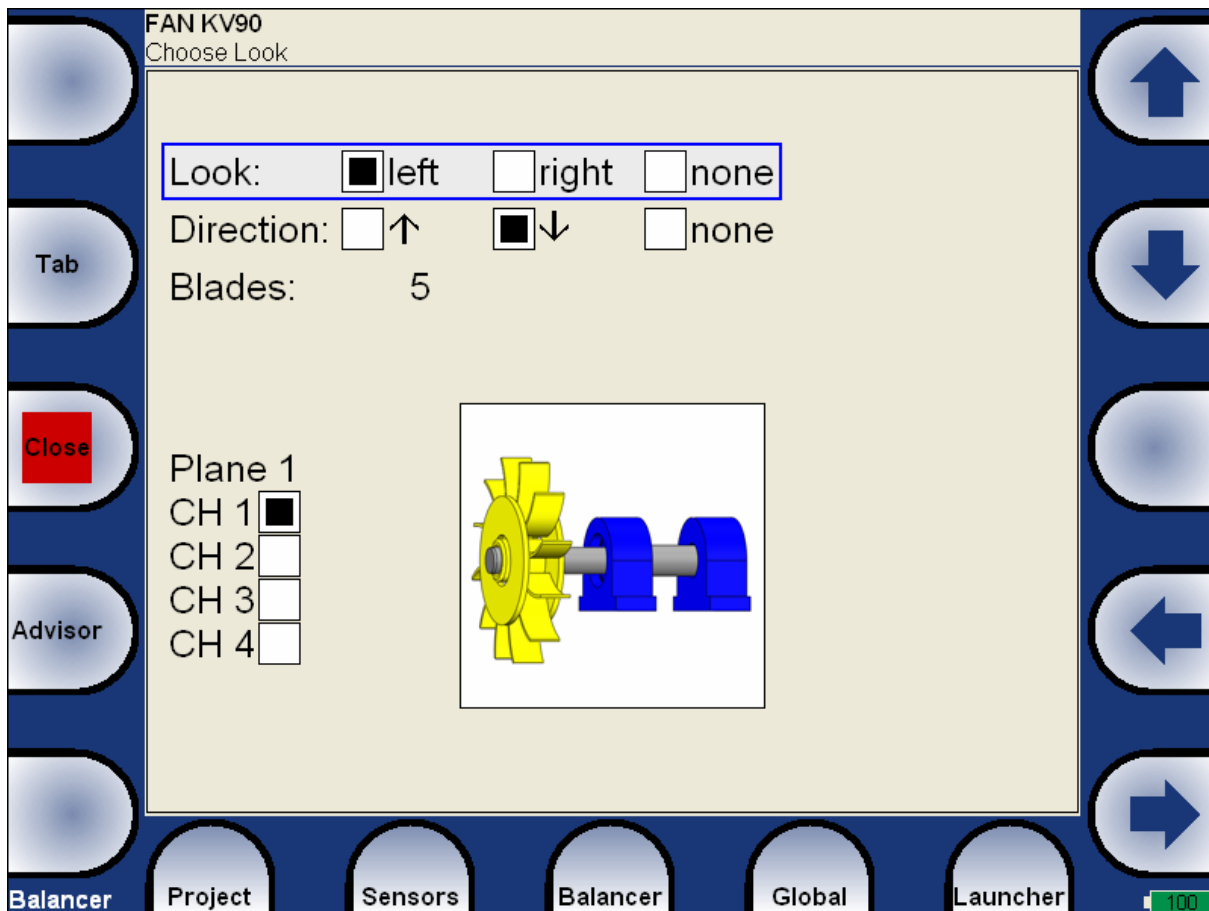 FAN KV90
Choose Look
Look: left right none
Direction: ↑ ↓ none
Blades: 5
Tab
Close
Plane 1
CH 1
CH 2
CH 3
CH 4
Advisor
Balancer Project Sensors Balancer Global Launcher 100